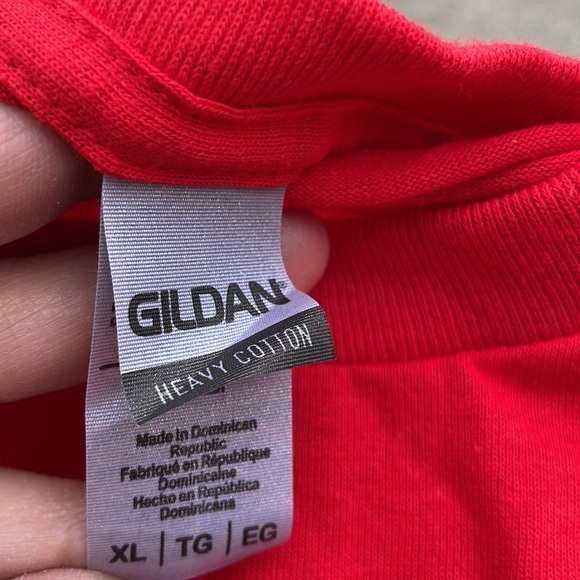 GILDAN
HEAVY COTTON
Made in Dominican
Republic
Fabriqué en République
Dominicaine
Hecho en República
Dominicana
XL | TG | EG